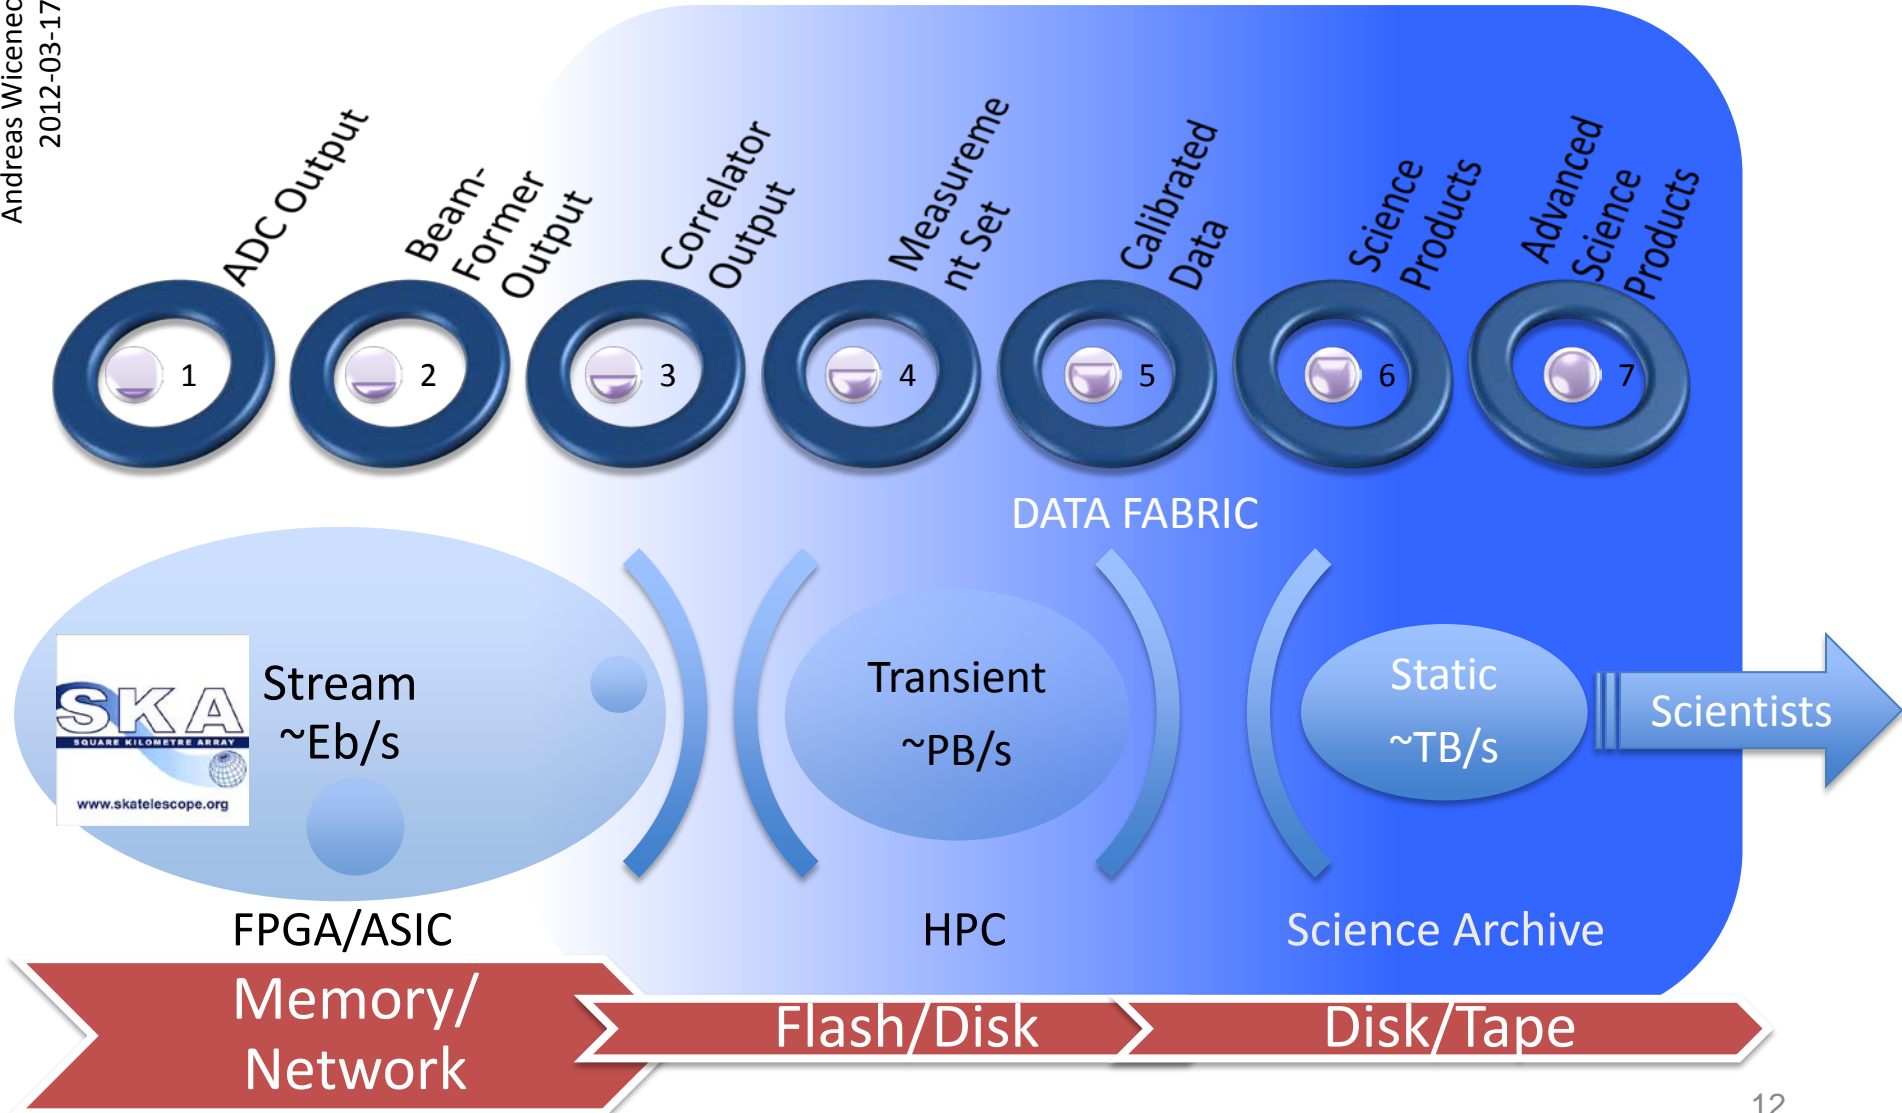 Andreas Wicenec
2012-03-17
ADC Output
Beam-
Former
Output
Correlator
Output
Measureme
nt Set
Calibrated
Data
Science
Products
Advanced
Science
Products
1
2
3
4
5
6
7
DATA FABRIC
SKA
SQUARE KILOMETRE ARRAY
www.skatelescope.org
Stream
~Eb/s
Transient
~PB/s
Static
~TB/s
Scientists
FPGA/ASIC
HPC
Science Archive
Memory/
Network
Flash/Disk
Disk/Tape
12